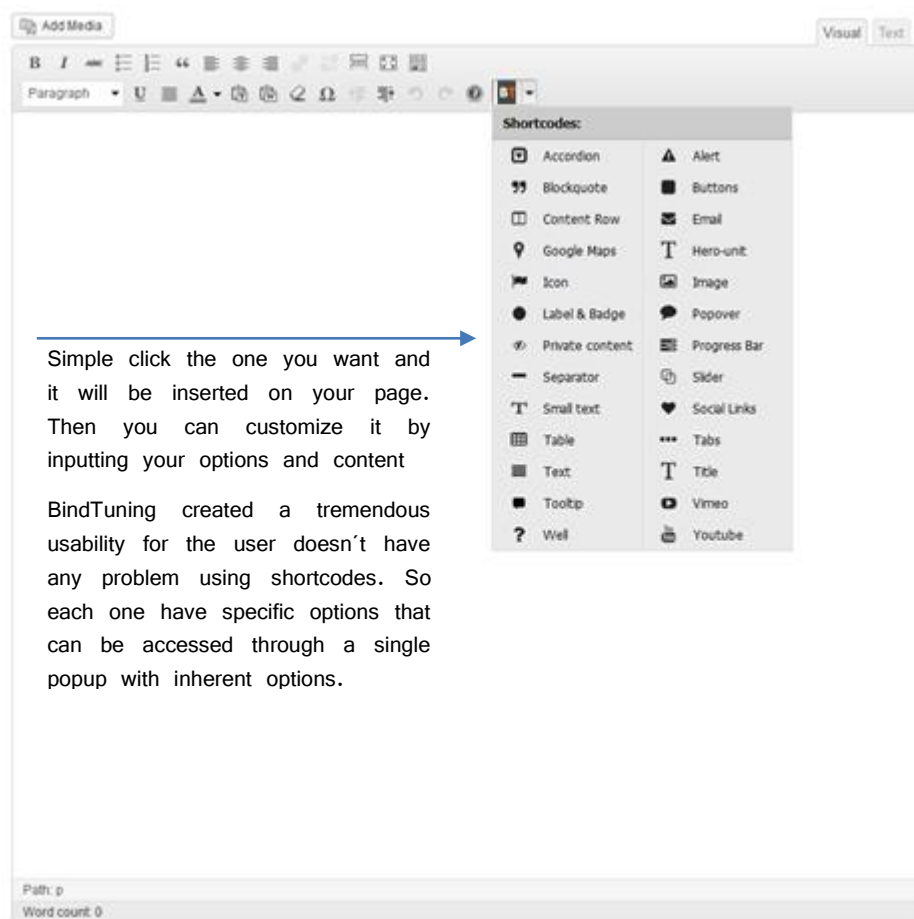 Add Media
Visual Text
B I ABC
Paragraph U A Ω
Shortcodes:
Accordion Alert
Blockquote Buttons
Content Row Email
Google Maps T Hero-unit
Icon Image
Label & Badge Popover
Private content Progress Bar
Separator Slider
T Small text Social Links
Table Tabs
Text T Title
Tooltip Vimeo
? Well Youtube
Simple click the one you want and
it will be inserted on your page.
Then you can customize it by
inputting your options and content
BindTuning created a tremendous
usability for the user doesn´t have
any problem using shortcodes. So
each one have specific options that
can be accessed through a single
popup with inherent options.
Path: p
Word count: 0